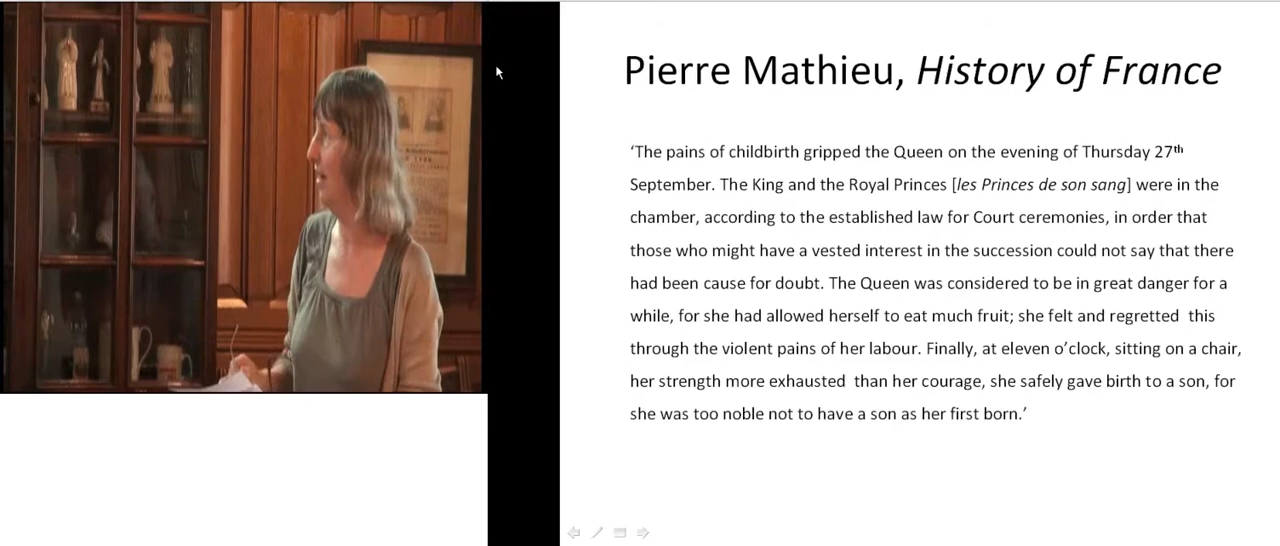 Pierre Mathieu, History of France
‘The pains of childbirth gripped the Queen on the evening of Thursday 27th
September. The King and the Royal Princes [les Princes de son sang] were in the
chamber, according to the established law for Court ceremonies, in order that
those who might have a vested interest in the succession could not say that there
had been cause for doubt. The Queen was considered to be in great danger for a
while, for she had allowed herself to eat much fruit; she felt and regretted  this
through the violent pains of her labour. Finally, at eleven o’clock, sitting on a chair,
her strength more exhausted  than her courage, she safely gave birth to a son, for
she was too noble not to have a son as her first born.’